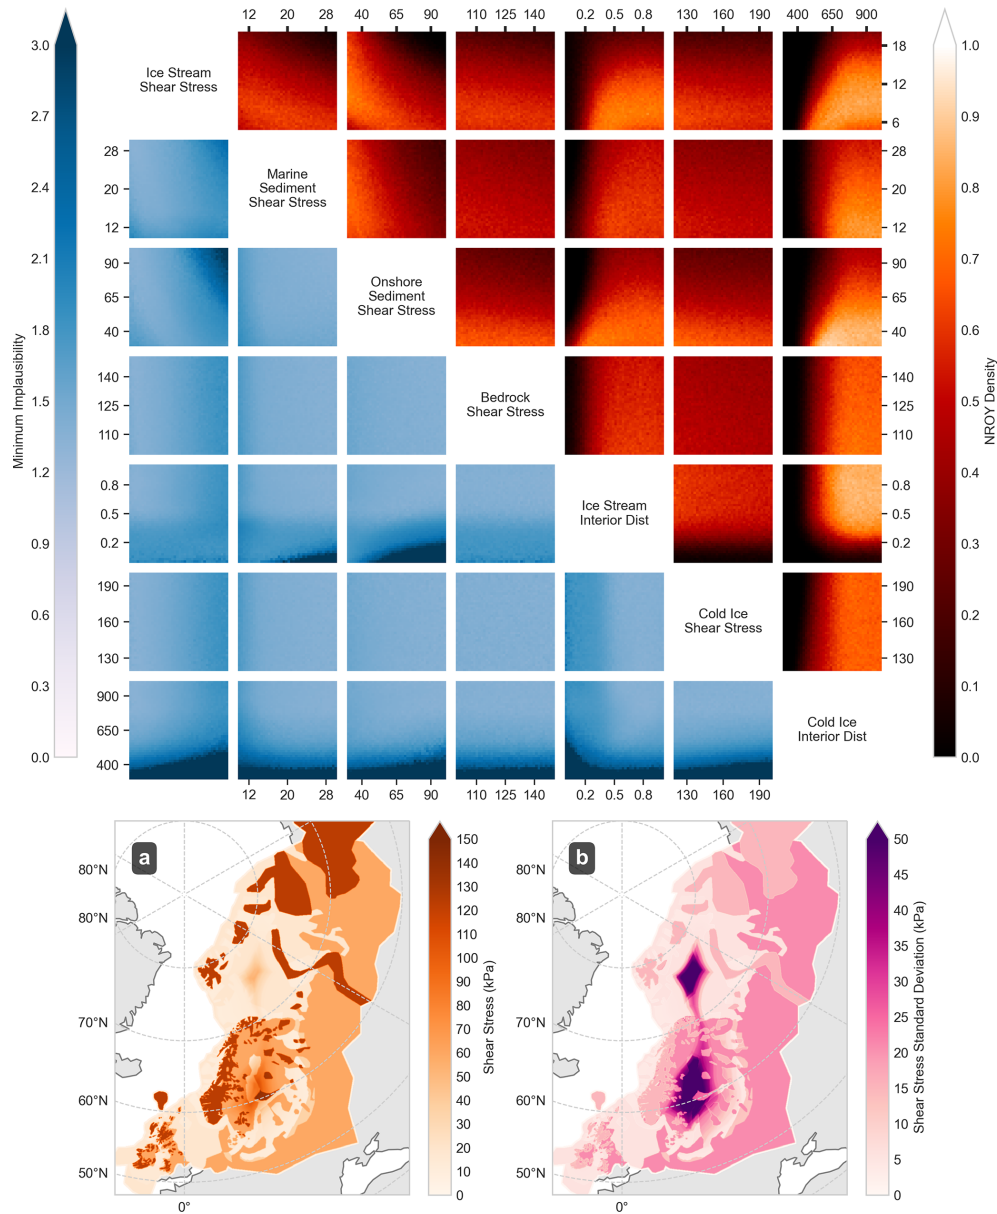 12 20 28 40 65 90 110 125 140 0.2 0.5 0.8 130 160 190 400 650 900
3.0
2.7
2.4
2.1
1.8
1.5
1.2
0.9
0.6
0.3
0.0
Minimum Implausibility
Ice Stream
Shear Stress
18
12
6
28
20
12
Marine
Sediment
Shear Stress
28
20
12
90
65
40
Onshore
Sediment
Shear Stress
90
65
40
140
125
110
Bedrock
Shear Stress
140
125
110
0.8
0.5
0.2
Ice Stream
Interior Dist
0.8
0.5
0.2
190
160
130
Cold Ice
Shear Stress
190
160
130
900
650
400
Cold Ice
Interior Dist
12 20 28 40 65 90 110 125 140 0.2 0.5 0.8 130 160 190
1.0
0.9
0.8
0.7
0.6
0.5
0.4
0.3
0.2
0.1
0.0
NROY Density
a
80°N
80°N
70°N
60°N
50°N
0°
150
140
130
120
110
100
90
80
70
60
50
40
30
20
10
0
Shear Stress (kPa)
b
80°N
80°N
70°N
60°N
50°N
0°
50
45
40
35
30
25
20
15
10
5
0
Shear Stress Standard Deviation (kPa)